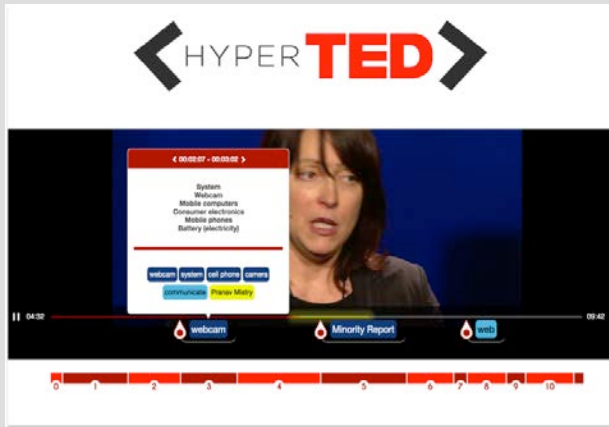 < HYPER TED >
< 00:02:07 - 00:03:02 >
System
Webcam
Mobile computers
Consumer electronics
Mobile phones
Battery (electricity)
webcam system cell phone camera
communicate Pranav Mistry
04:32 09:42
webcam Minority Report web
0 1 2 3 4 5 6 7 8 9 10